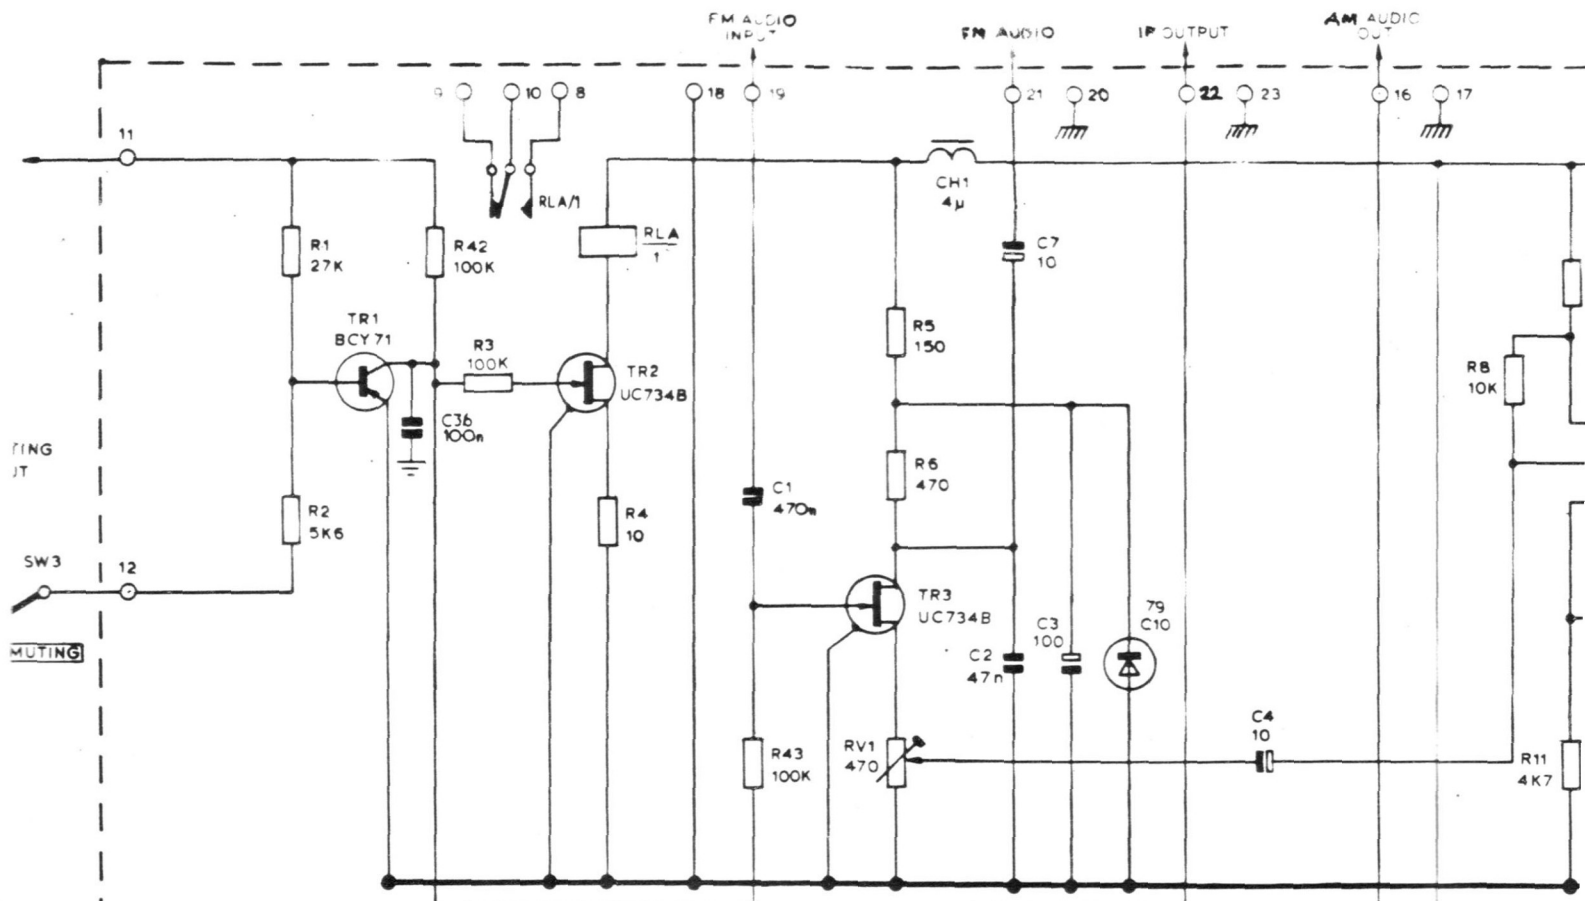 FM AUDIO
INPUT
FM AUDIO
IF OUTPUT
AM AUDIO
OUT
9
10
8
18
19
21
20
22
23
16
17
11
RLA/1
CH1
4µ
R1
27K
R42
100K
RLA
1
C7
10
TR1
BCY71
R3
100K
TR2
UC734B
R5
150
R8
10K
C36
100n
TING
UT
R2
5K6
R4
10
C1
470n
R6
470
SW3
12
TR3
UC734B
79
C10
MUTING
C2
47n
C3
100
C4
10
R43
100K
RV1
470
R11
4K7